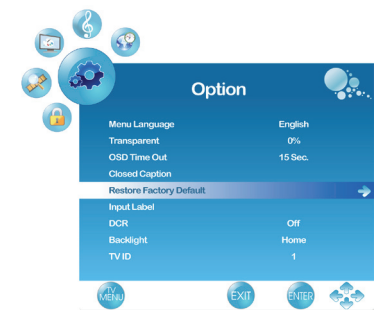 Option
Menu Language English
Transparent 0%
OSD Time Out 15 Sec.
Closed Caption
Restore Factory Default
Input Label
DCR Off
Backlight Home
TV ID 1
TV
MENU EXIT ENTER